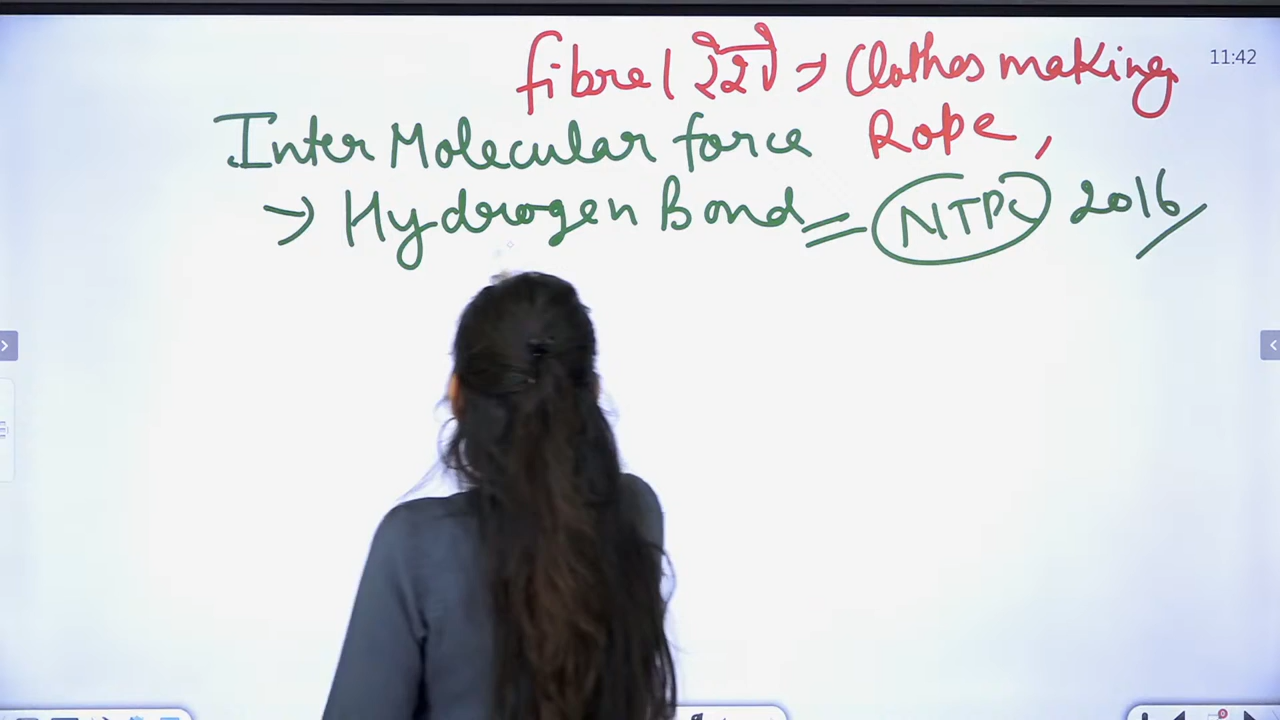 fibre | रेशे → Clothes making
11:42
Inter Molecular force Rope,
→ Hydrogen Bond = NTPC 2016